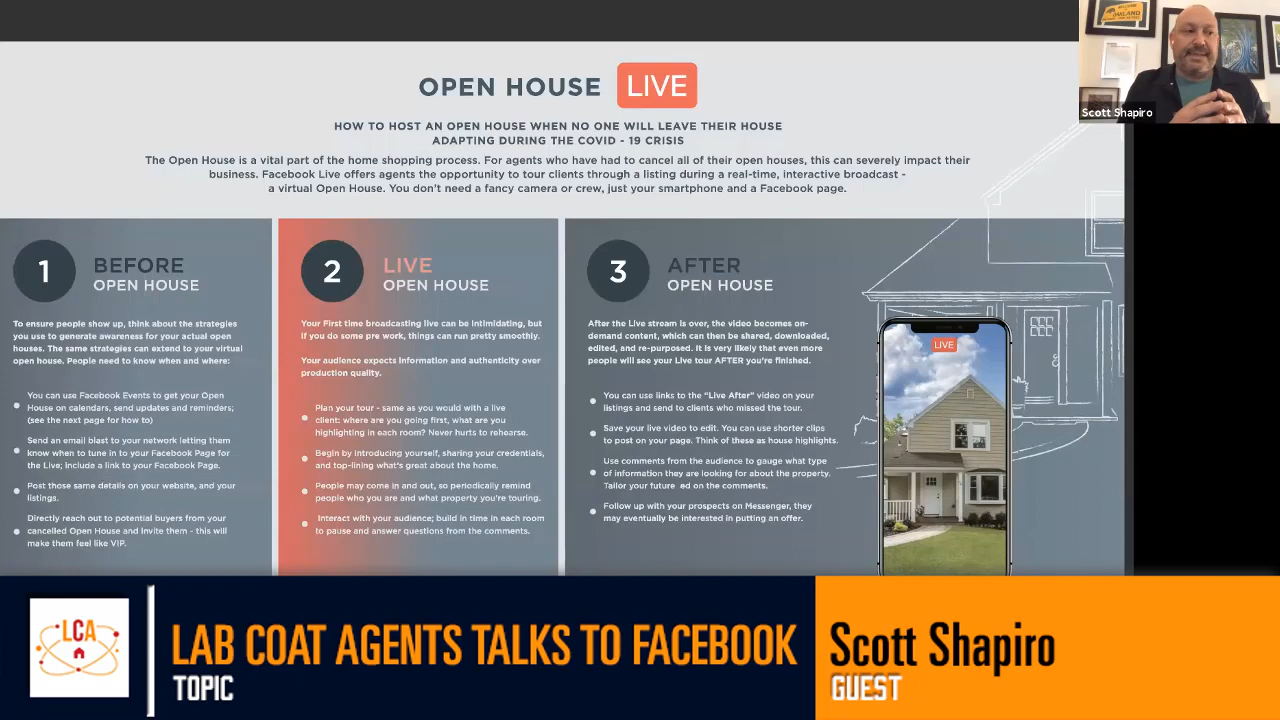 OAKLAND
Scott Shapiro
OPEN HOUSE LIVE
HOW TO HOST AN OPEN HOUSE WHEN NO ONE WILL LEAVE THEIR HOUSE
ADAPTING DURING THE COVID - 19 CRISIS
The Open House is a vital part of the home shopping process. For agents who have had to cancel all of their open houses, this can severely impact their
business. Facebook Live offers agents the opportunity to tour clients through a listing during a real-time, interactive broadcast -
a virtual Open House. You don't need a fancy camera or crew, just your smartphone and a Facebook page.
1 BEFORE
OPEN HOUSE
To ensure people show up, think about the strategies
you use to generate awareness for your actual open
houses. The same strategies can extend to your virtual
open house. People need to know when and where:
You can use Facebook Events to get your Open
House on calendars, send updates and reminders;
(see the next page for how to)
Send an email blast to your network letting them
know when to tune in to your Facebook Page for
the Live; include a link to your Facebook Page.
Post those same details on your website, and your
listings.
Directly reach out to potential buyers from your
cancelled Open House and invite them - this will
make them feel like VIP.
2 LIVE
OPEN HOUSE
Your First time broadcasting live can be intimidating, but
if you do some pre work, things can run pretty smoothly.
Your audience expects information and authenticity over
production quality.
Plan your tour - same as you would with a live
client: where are you going first, what are you
highlighting in each room? Never hurts to rehearse.
Begin by introducing yourself, sharing your credentials,
and top-lining what's great about the home.
People may come in and out, so periodically remind
people who you are and what property you're touring.
Interact with your audience; build in time in each room
to pause and answer questions from the comments.
3 AFTER
OPEN HOUSE
After the Live stream is over, the video becomes on-
demand content, which can then be shared, downloaded,
edited, and re-purposed. It is very likely that even more
people will see your Live tour AFTER you're finished.
You can use links to the "Live After" video on your
listings and send to clients who missed the tour.
Save your live video to edit. You can use shorter clips
to post on your page. Think of these as house highlights.
Use comments from the audience to gauge what type
of information they are looking for about the property.
Tailor your future ed on the comments.
Follow up with your prospects on Messenger, they
may eventually be interested in putting an offer.
LIVE
LCA
LAB COAT AGENTS TALKS TO FACEBOOK
TOPIC
Scott Shapiro
GUEST